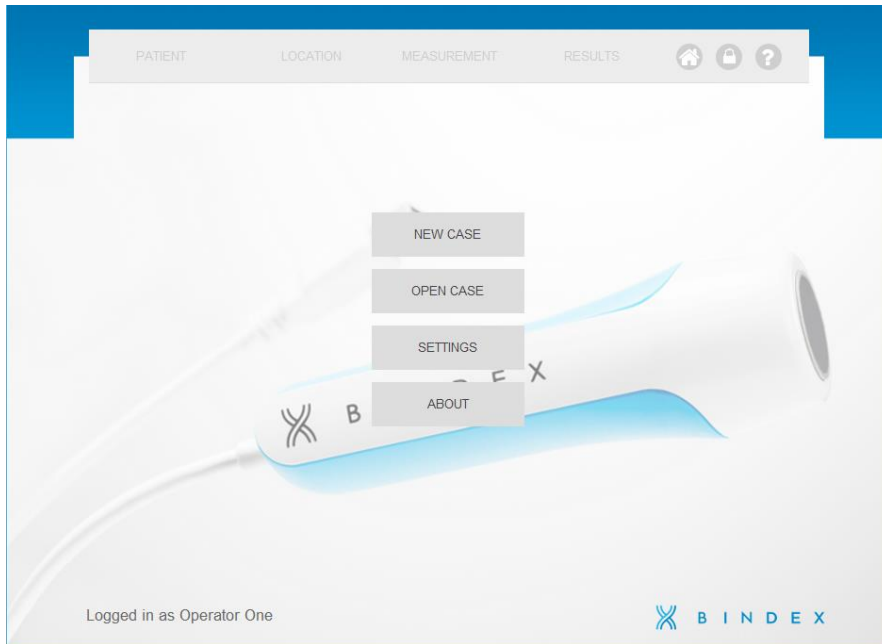 PATIENT LOCATION MEASUREMENT RESULTS
NEW CASE
OPEN CASE
SETTINGS
B E X
ABOUT
Logged in as Operator One
BINDEX